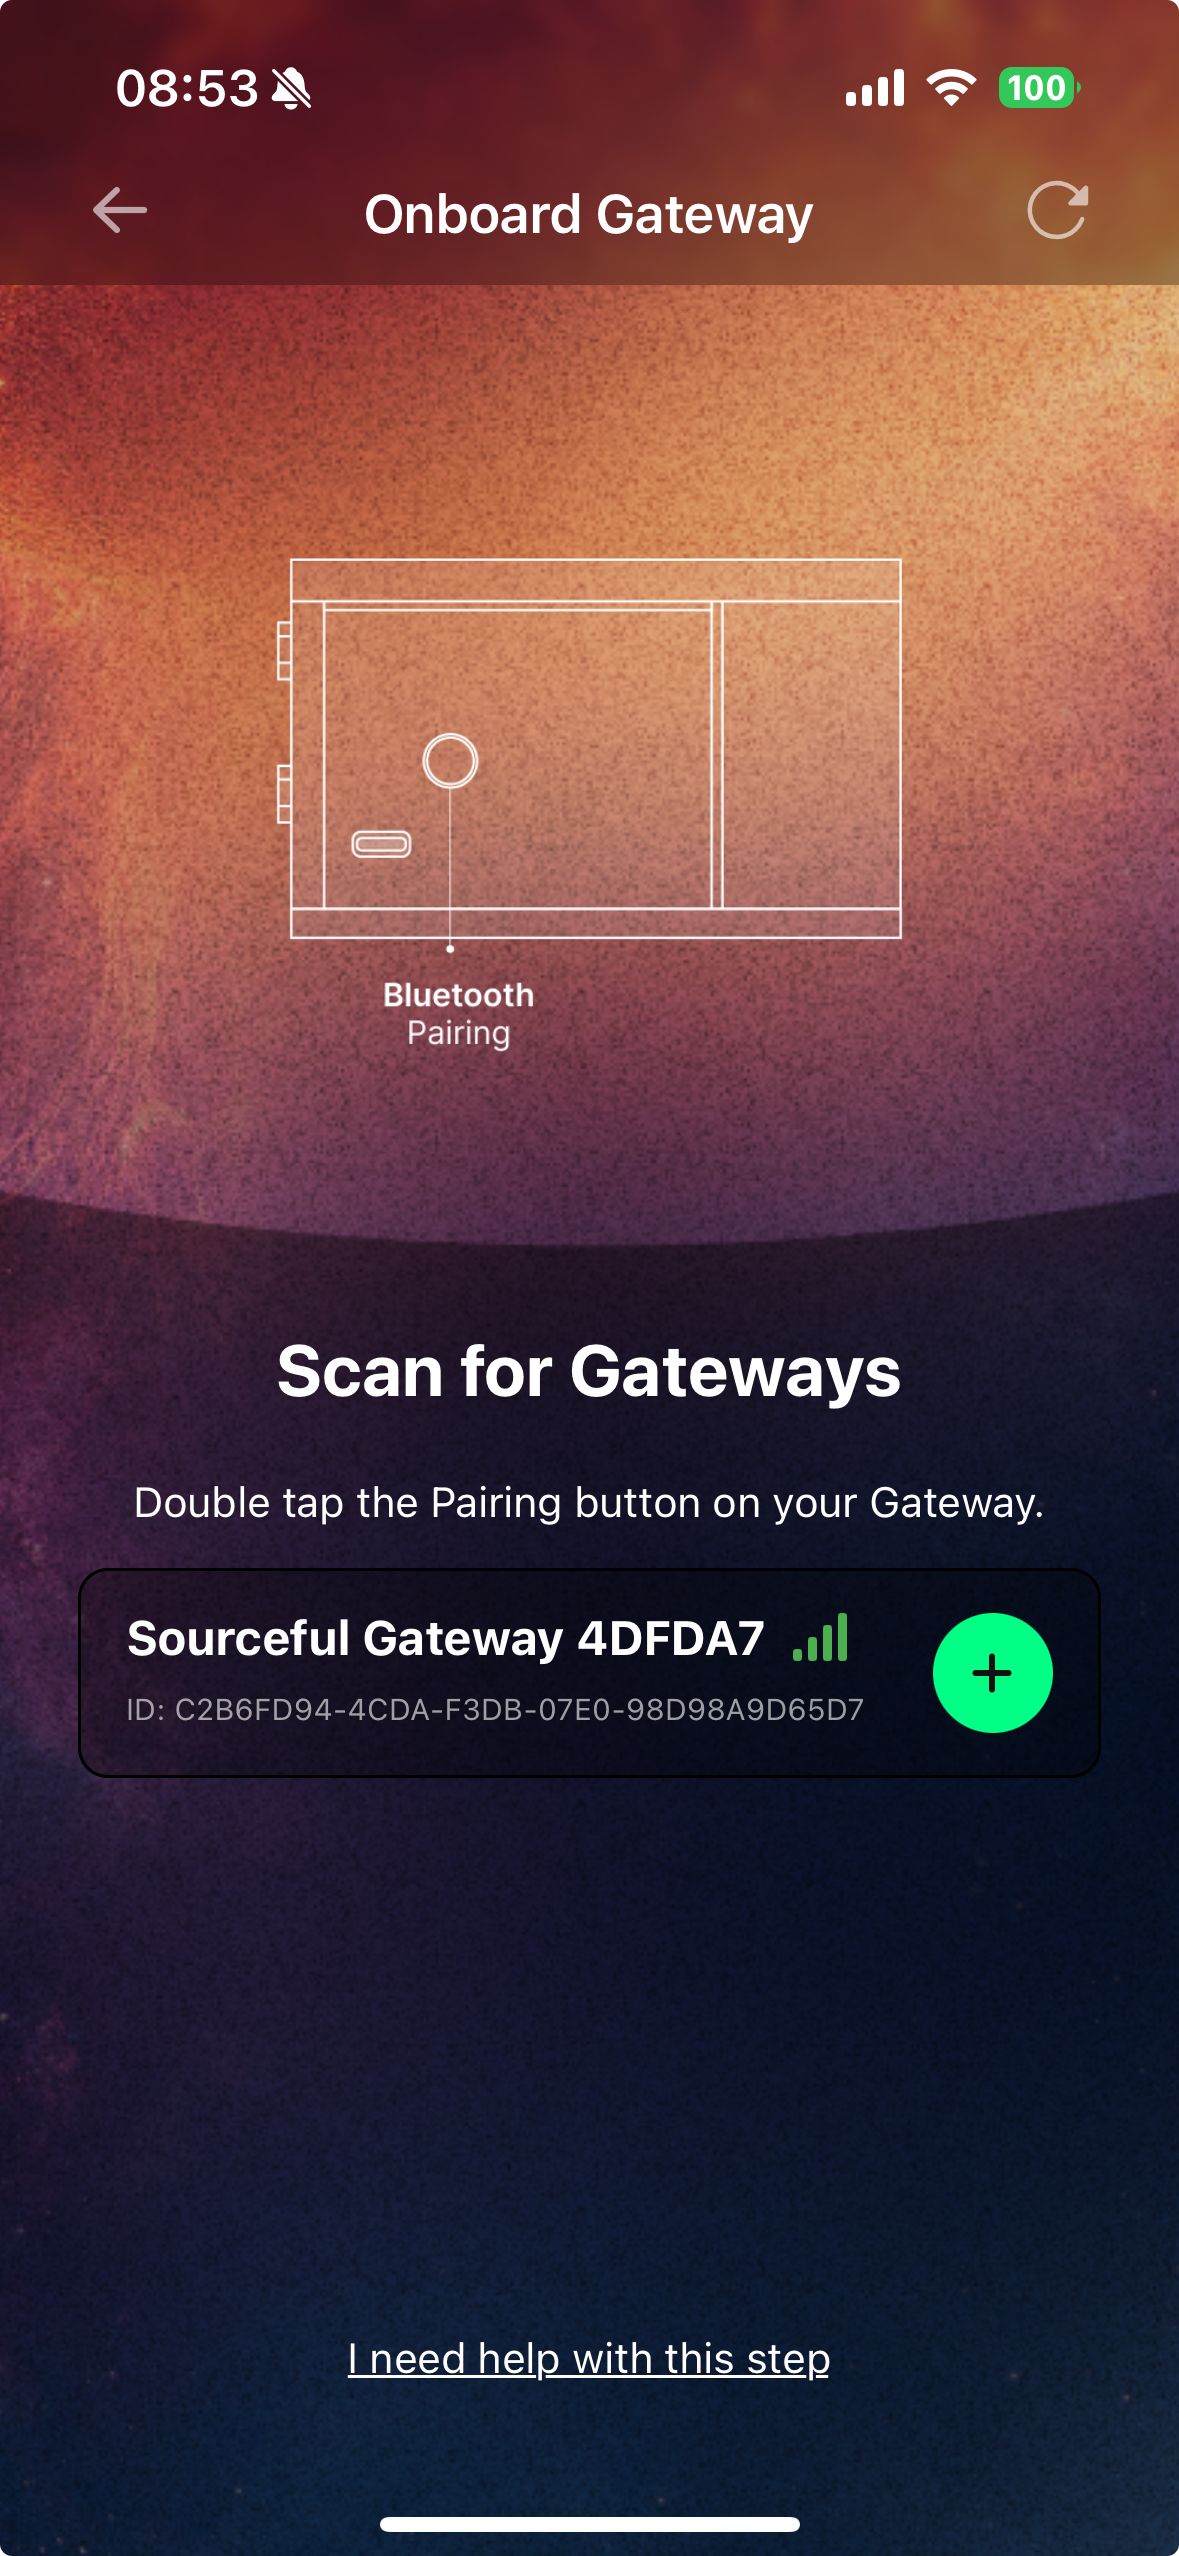 08:53
100
Onboard Gateway
Bluetooth
Pairing
Scan for Gateways
Double tap the Pairing button on your Gateway.
Sourceful Gateway 4DFDA7
ID: C2B6FD94-4CDA-F3DB-07E0-98D98A9D65D7
I need help with this step